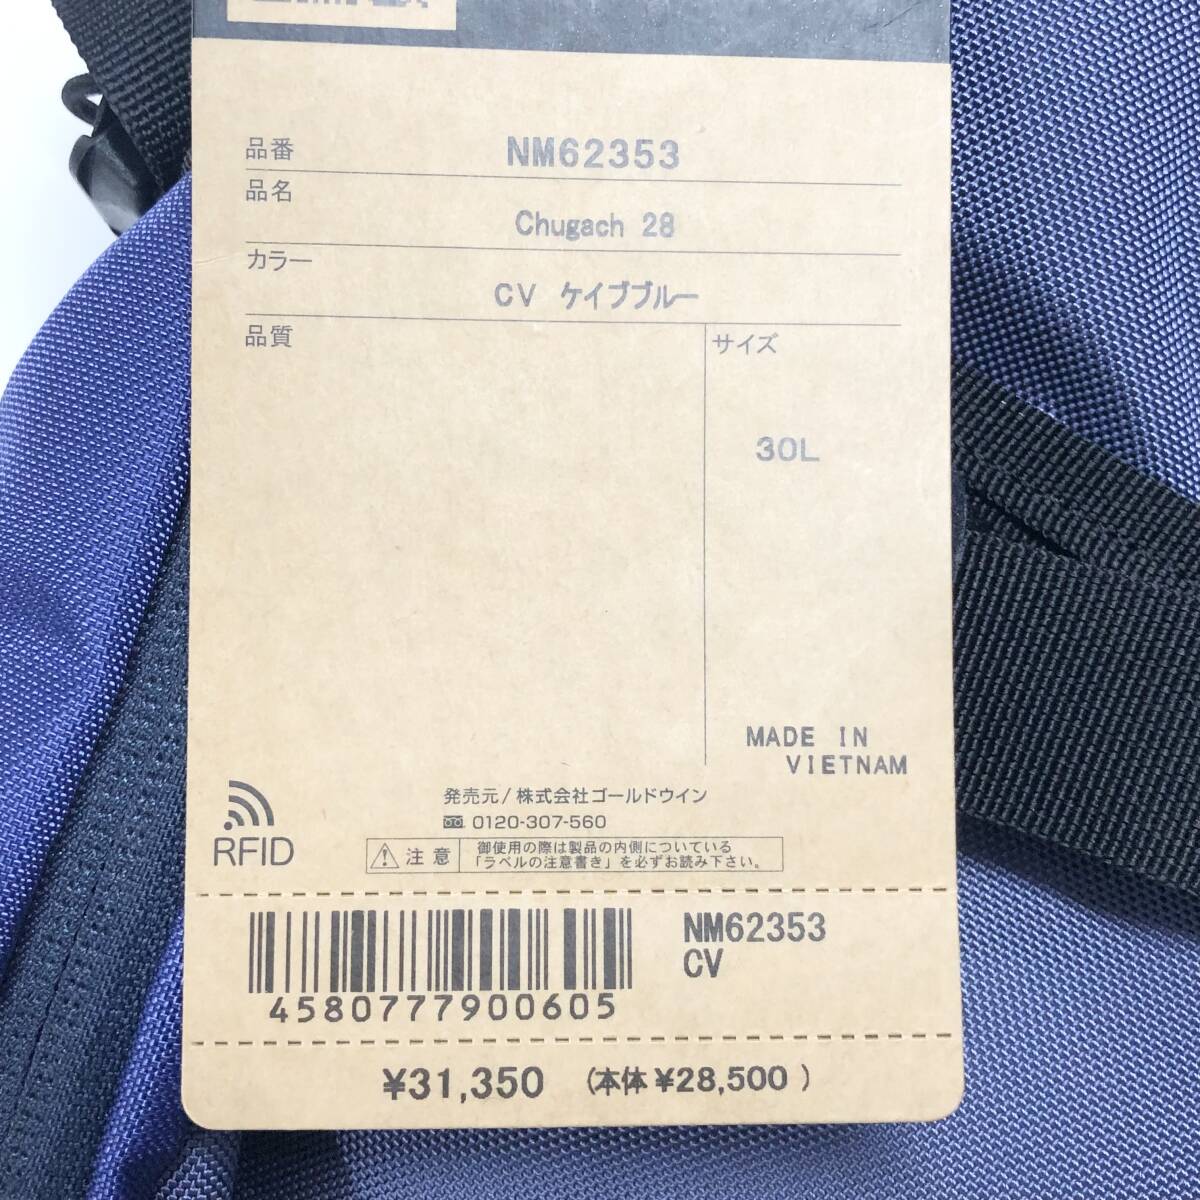 品番 NM62353
品名
Chugach 28
カラー
CV ケイブブルー
品質
サイズ
30L
MADE IN
VIETNAM
発売元/株式会社ゴールドウイン
0120-307-560
RFID
注意
御使用の際は製品の内側についている
「ラベルの注意書き」を必ずお読み下さい。
NM62353
CV
4580777900605
¥31,350 (本体 ¥28,500 )